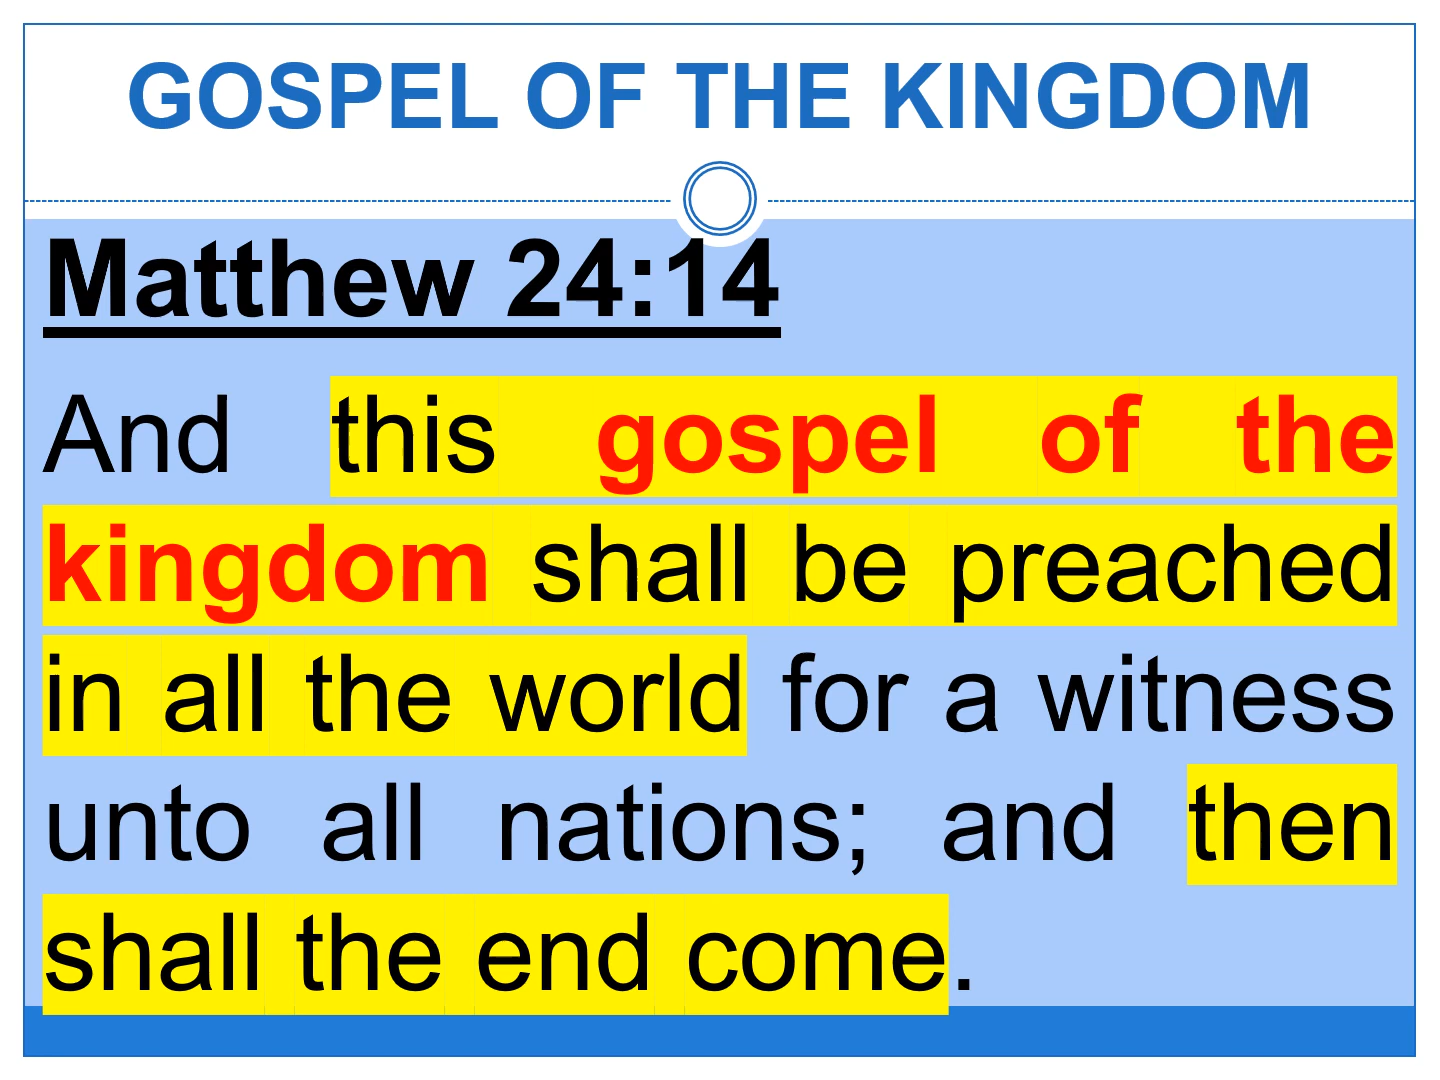 GOSPEL OF THE KINGDOM
Matthew 24:14
And this gospel of the
kingdom shall be preached
in all the world for a witness
unto all nations; and then
shall the end come.